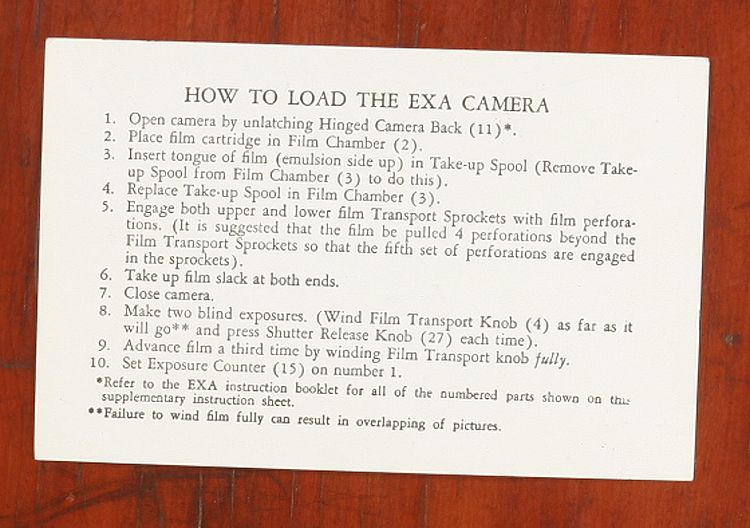 HOW TO LOAD THE EXA CAMERA
1. Open camera by unlatching Hinged Camera Back (11)*.
2. Place film cartridge in Film Chamber (2).
3. Insert tongue of film (emulsion side up) in Take-up Spool (Remove Take-
up Spool from Film Chamber (3) to do this).
4. Replace Take-up Spool in Film Chamber (3).
5. Engage both upper and lower film Transport Sprockets with film perfora-
tions. (It is suggested that the film be pulled 4 perforations beyond the
Film Transport Sprockets so that the fifth set of perforations are engaged
in the sprockets).
6. Take up film slack at both ends.
7. Close camera.
8. Make two blind exposures. (Wind Film Transport Knob (4) as far as it
will go** and press Shutter Release Knob (27) each time).
9. Advance film a third time by winding Film Transport knob fully.
10. Set Exposure Counter (15) on number 1.
*Refer to the EXA instruction booklet for all of the numbered parts shown on this
supplementary instruction sheet.
**Failure to wind film fully can result in overlapping of pictures.